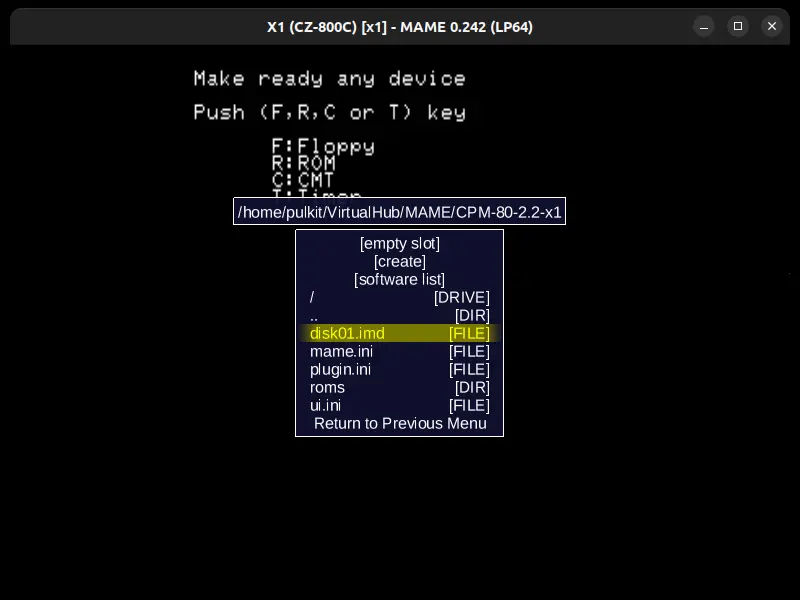 X1 (CZ-800C) [x1] - MAME 0.242 (LP64)
Make ready any device
Push (F,R,C or T) key
F:Floppy
R:ROM
C:CMT
T:Timer
/home/pulkit/VirtualHub/MAME/CPM-80-2.2-x1
[empty slot]
[create]
[software list]
/ [DRIVE]
.. [DIR]
disk01.imd [FILE]
mame.ini [FILE]
plugin.ini [FILE]
roms [DIR]
ui.ini [FILE]
Return to Previous Menu